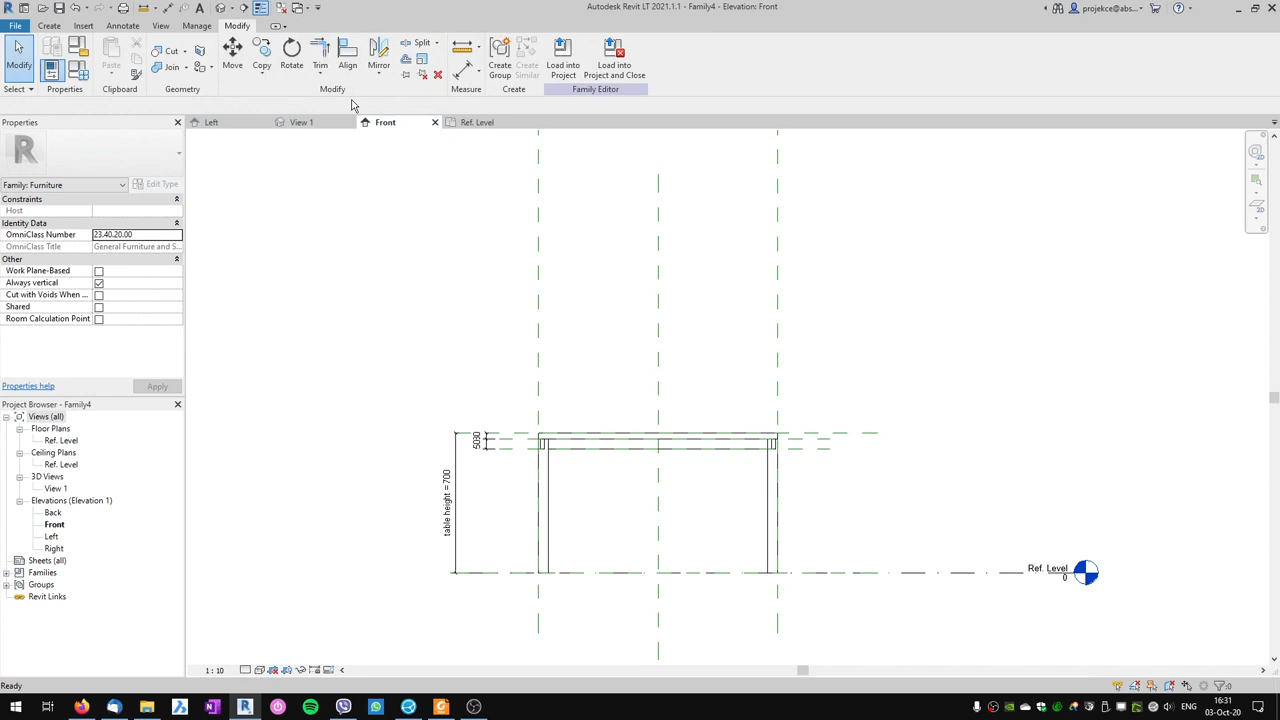 Autodesk Revit LT 2021.1.1 - Family4 - Elevation: Front
projekce@abs...
File Create Insert Annotate View Manage Modify
Modify
Paste
Cut
Join
Move Copy Rotate Trim Align Mirror
Split
Create Group
Create Similar
Load into Project
Load into Project and Close
Select Properties Clipboard Geometry Modify Measure Create Family Editor
Properties
Left View 1 Front Ref. Level
R
Family: Furniture Edit Type
Constraints
Host
Identity Data
OmniClass Number 23.40.20.00
OmniClass Title General Furniture and S...
Other
Work Plane-Based
Always vertical
Cut with Voids When ...
Shared
Room Calculation Point
Properties help Apply
Project Browser - Family4
Views (all)
Floor Plans
Ref. Level
Ceiling Plans
Ref. Level
3D Views
View 1
Elevations (Elevation 1)
Back
Front
Left
Right
Sheets (all)
Families
Groups
Revit Links
table height = 700
Ref. Level
0
1 : 10
Ready
:0
ENG
16:31
03-Oct-20